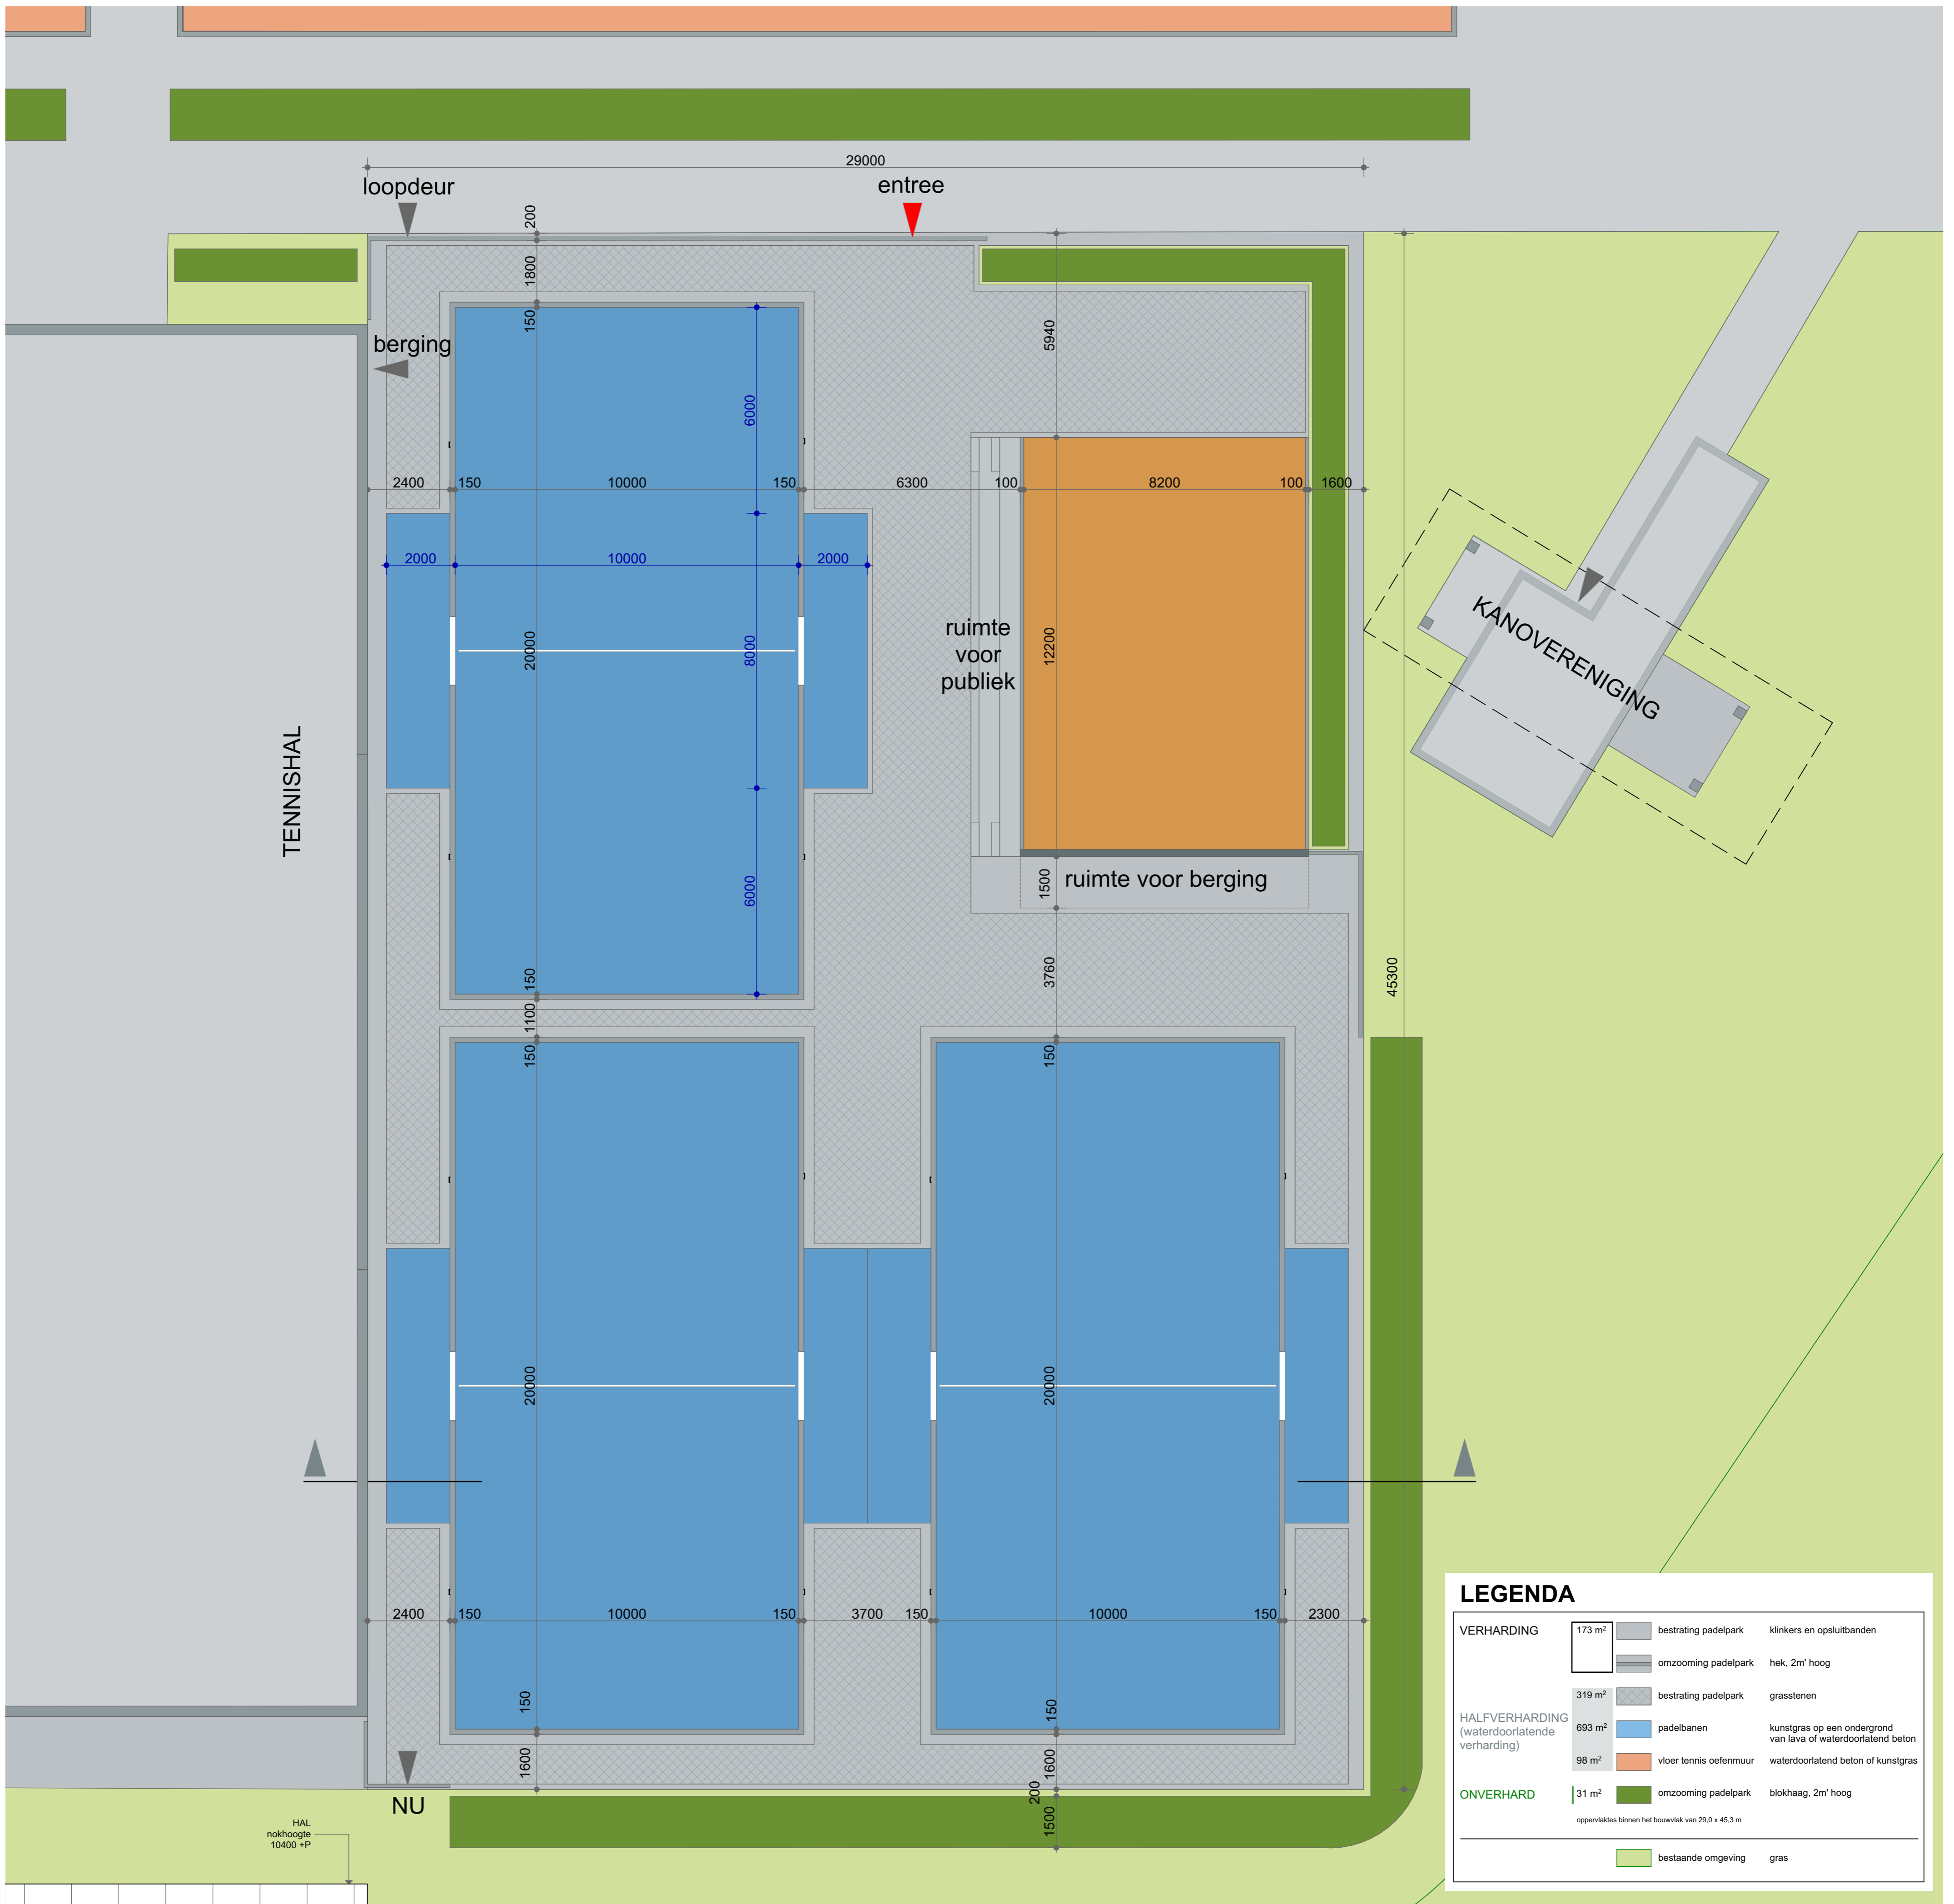 29000
loopdeur
entree
200
1800
150
5940
berging
6000
2400
150
10000
150
6300
100
8200
100
1600
2000
10000
2000
ruimte
voor
publiek
20000
8000
12200
KANOVERENIGING
TENNISHAL
6000
1500
ruimte voor berging
150
3760
45300
1100
150
150
20000
20000
2400
150
10000
150
3700
150
10000
150
2300
150
150
1600
1600
200
1500
NU
HAL
nokhoogte
10400 +P
LEGENDA
VERHARDING 173 m² bestrating padelpark klinkers en opsluitbanden
omzooming padelpark hek, 2m' hoog
319 m² bestrating padelpark grasstenen
HALFVERHARDING
(waterdoorlatende
verharding)
693 m² padelbanen kunstgras op een ondergrond
van lava of waterdoorlatend beton
98 m² vloer tennis oefenmuur waterdoorlatend beton of kunstgras
ONVERHARD 31 m² omzooming padelpark blokhaag, 2m' hoog
oppervlaktes binnen het bouwvlak van 29,0 x 45,3 m
bestaande omgeving gras